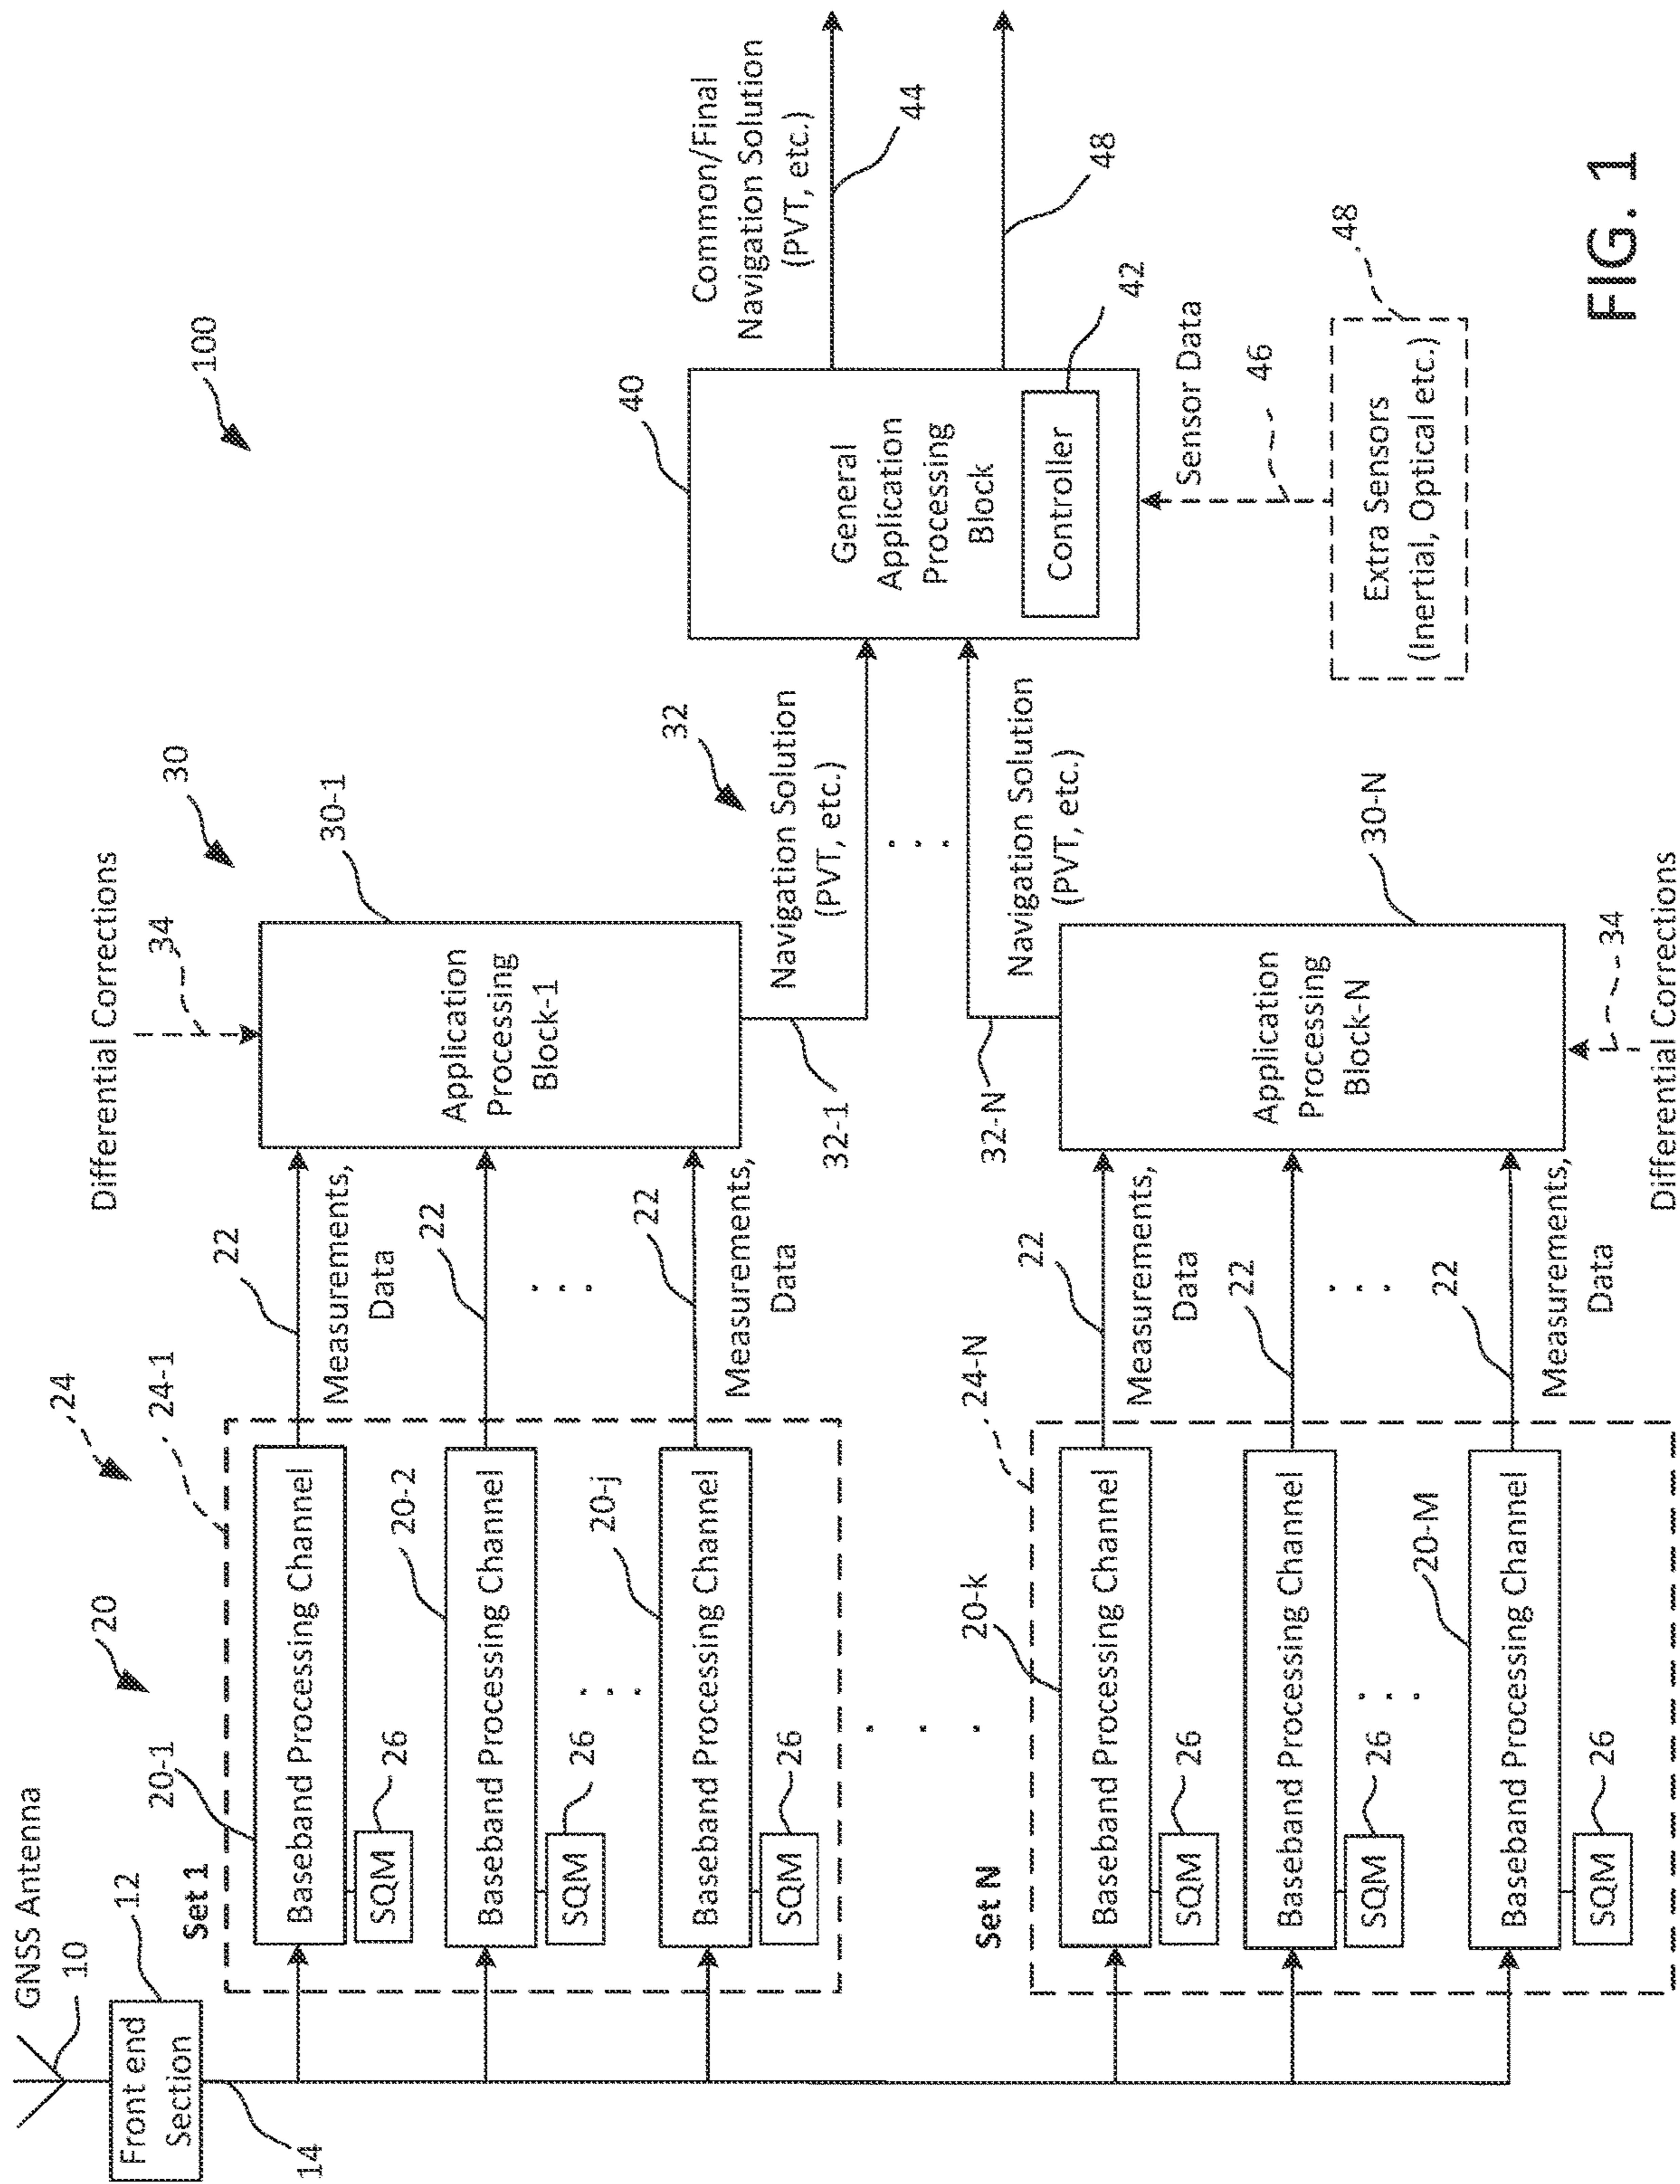 GNSS Antenna
10
Front end
Section
12
14
20
24
Set 1
24-1
20-1
Baseband Processing Channel
SQM
26
20-2
Baseband Processing Channel
SQM
26
20-j
Baseband Processing Channel
SQM
26
22
Measurements,
Data
22
22
Measurements,
Data
Set N
24-N
20-k
Baseband Processing Channel
SQM
26
Baseband Processing Channel
SQM
26
20-M
Baseband Processing Channel
SQM
26
22
Measurements,
Data
22
22
Measurements,
Data
Differential Corrections
34
30
30-1
Application
Processing
Block-1
32-1
32
Navigation Solution
(PVT, etc.)
32-N
Navigation Solution
(PVT, etc.)
30-N
Application
Processing
Block-N
34
Differential Corrections
100
40
General
Application
Processing
Block
Controller
42
Common/Final
Navigation Solution
(PVT, etc.)
44
48
Sensor Data
46
Extra Sensors
(Inertial, Optical etc.)
48
FIG. 1